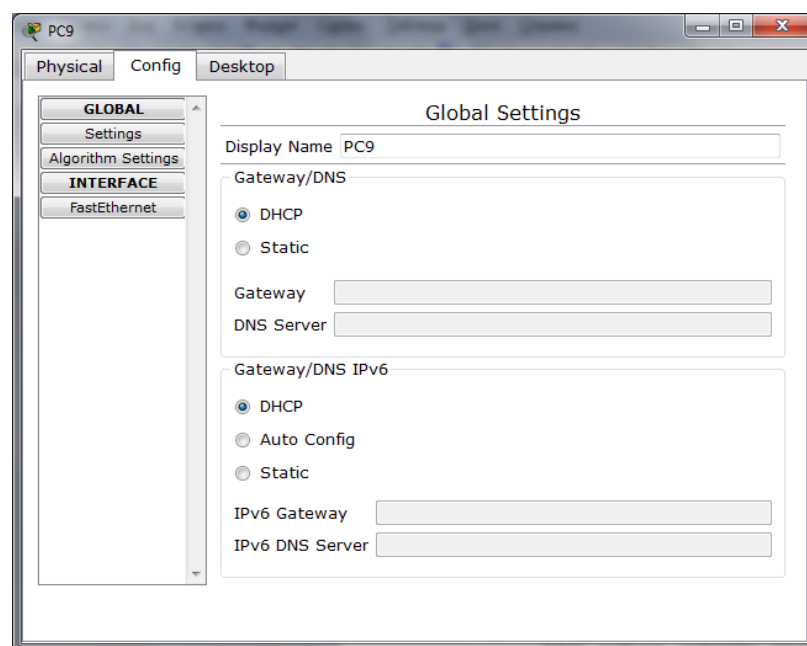 PC9
Physical Config Desktop
GLOBAL
Settings
Algorithm Settings
INTERFACE
FastEthernet
Global Settings
Display Name PC9
Gateway/DNS
DHCP
Static
Gateway
DNS Server
Gateway/DNS IPv6
DHCP
Auto Config
Static
IPv6 Gateway
IPv6 DNS Server